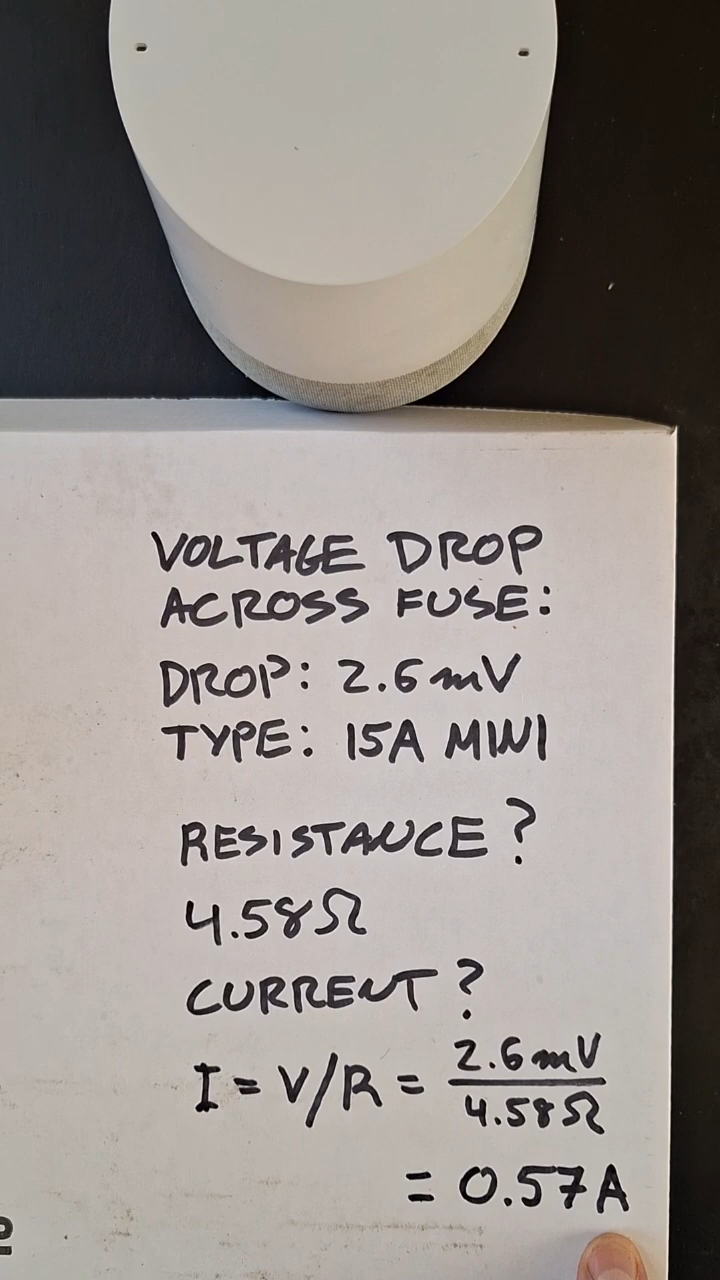 VOLTAGE DROP
ACROSS FUSE:
DROP: 2.6mV
TYPE: 15A MINI
RESISTANCE?
4.58Ω
CURRENT?
I = V/R = 2.6mV / 4.58Ω
= 0.57A